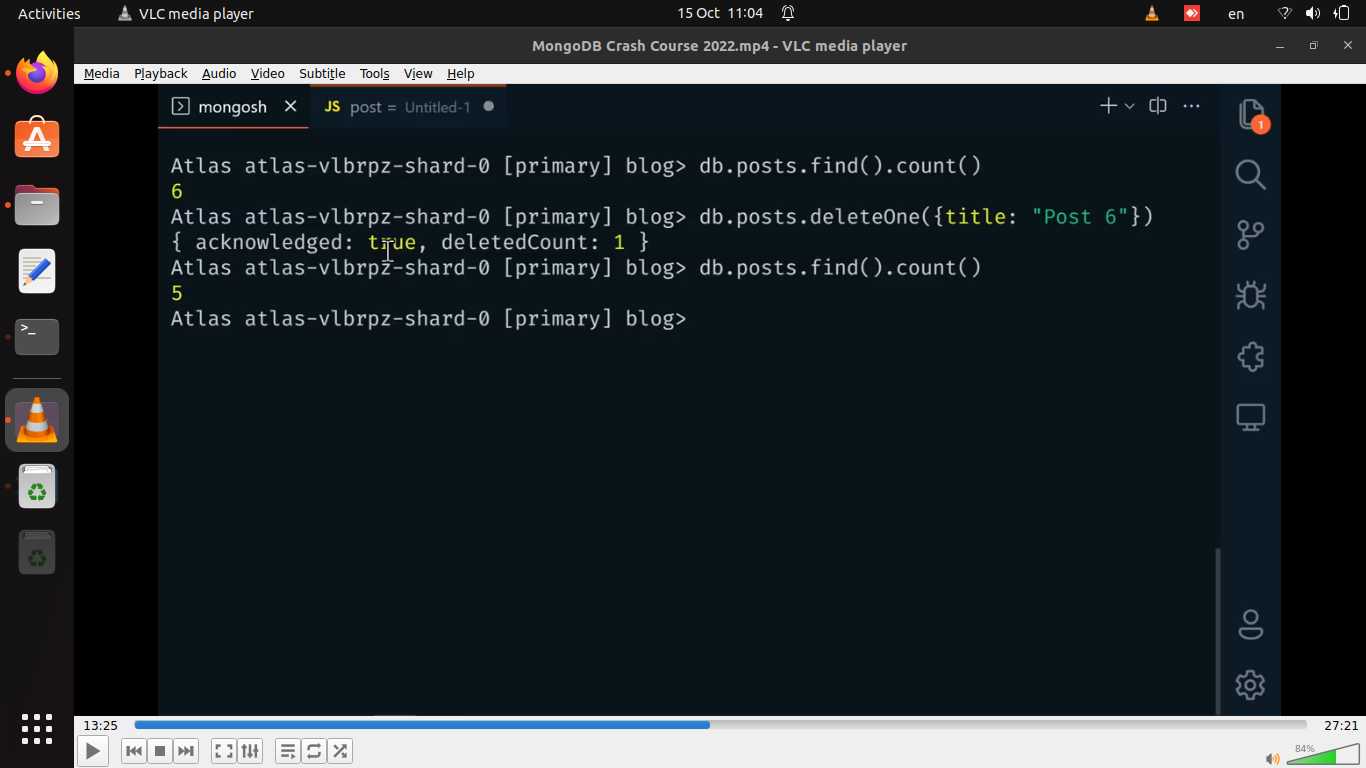 Activities
VLC media player
15 Oct 11:04
en
MongoDB Crash Course 2022.mp4 - VLC media player
Media Playback Audio Video Subtitle Tools View Help
mongosh
JS post = Untitled-1
1
Atlas atlas-vlbrpz-shard-0 [primary] blog> db.posts.find().count()
6
Atlas atlas-vlbrpz-shard-0 [primary] blog> db.posts.deleteOne({title: "Post 6"})
{ acknowledged: true, deletedCount: 1 }
Atlas atlas-vlbrpz-shard-0 [primary] blog> db.posts.find().count()
5
Atlas atlas-vlbrpz-shard-0 [primary] blog>
13:25
27:21
84%